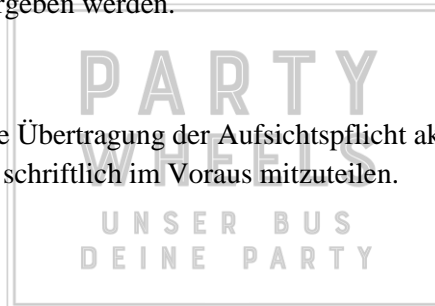 rgeben werden.
PARTY
e Übertragung der Aufsichtspflicht ak
WHEELS
schriftlich im Voraus mitzuteilen.
UNSER BUS
DEINE PARTY